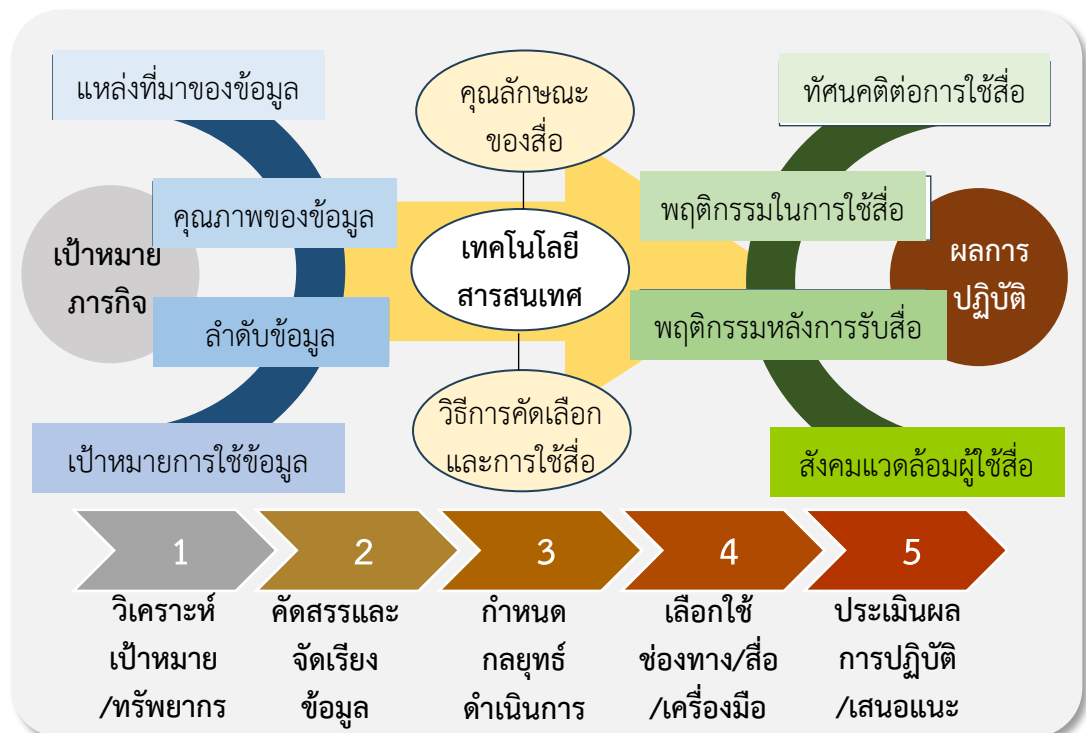 แหล่งที่มาของข้อมูล
คุณภาพของข้อมูล
ลำดับข้อมูล
เป้าหมายการใช้ข้อมูล
เป้าหมาย
ภารกิจ
คุณลักษณะ
ของสื่อ
เทคโนโลยี
สารสนเทศ
วิธีการคัดเลือก
และการใช้สื่อ
ทัศนคติต่อการใช้สื่อ
พฤติกรรมในการใช้สื่อ
พฤติกรรมหลังการรับสื่อ
สังคมแวดล้อมผู้ใช้สื่อ
ผลการ
ปฏิบัติ
1
วิเคราะห์
เป้าหมาย
/ทรัพยากร
2
คัดสรรและ
จัดเรียง
ข้อมูล
3
กำหนด
กลยุทธ์
ดำเนินการ
4
เลือกใช้
ช่องทาง/สื่อ
/เครื่องมือ
5
ประเมินผล
การปฏิบัติ
/เสนอแนะ